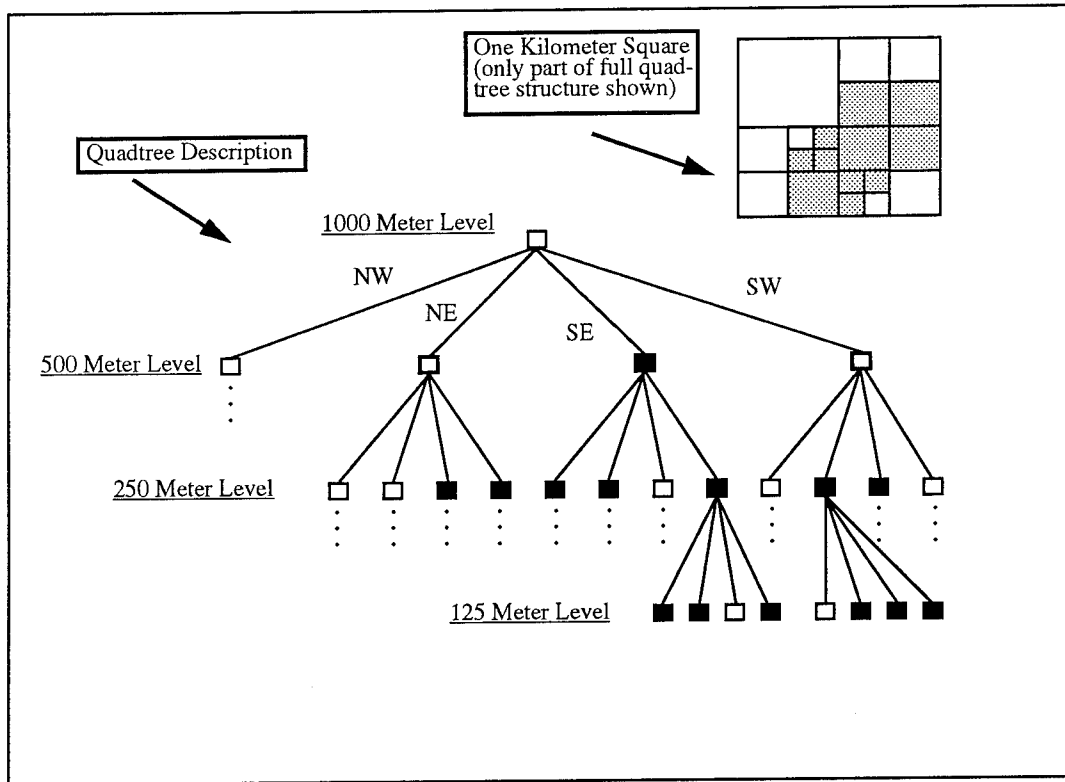 One Kilometer Square
(only part of full quad-
tree structure shown)
Quadtree Description
1000 Meter Level
NW
NE
SE
SW
500 Meter Level
250 Meter Level
125 Meter Level